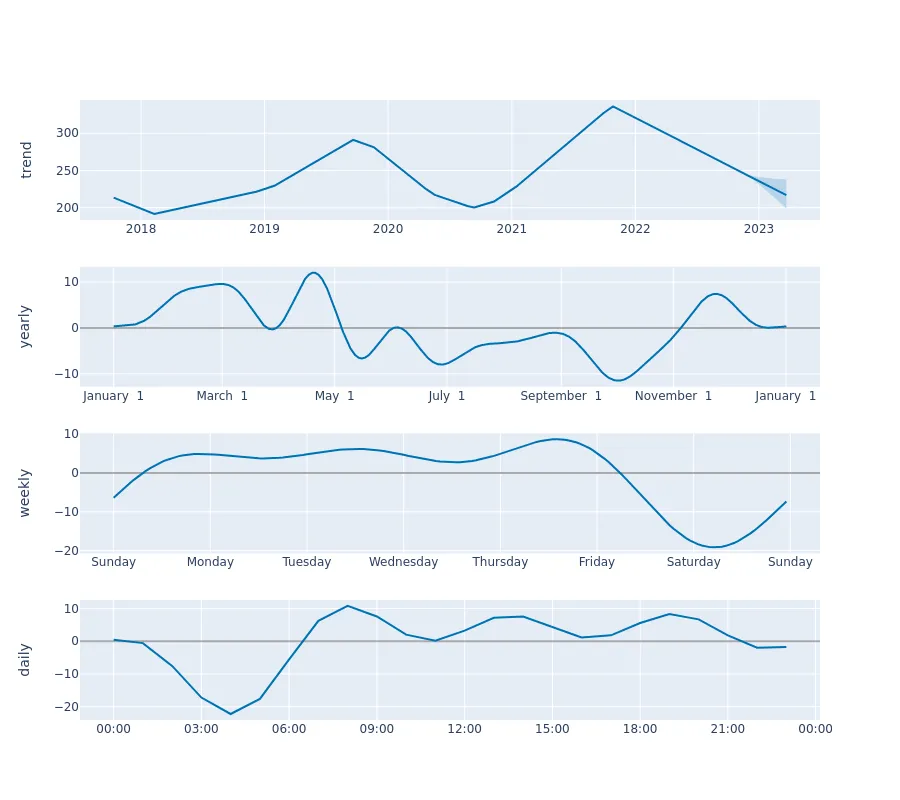 trend
300
250
200
2018 2019 2020 2021 2022 2023
yearly
10
0
−10
January 1 March 1 May 1 July 1 September 1 November 1 January 1
weekly
10
0
−10
−20
Sunday Monday Tuesday Wednesday Thursday Friday Saturday Sunday
daily
10
0
−10
−20
00:00 03:00 06:00 09:00 12:00 15:00 18:00 21:00 00:00